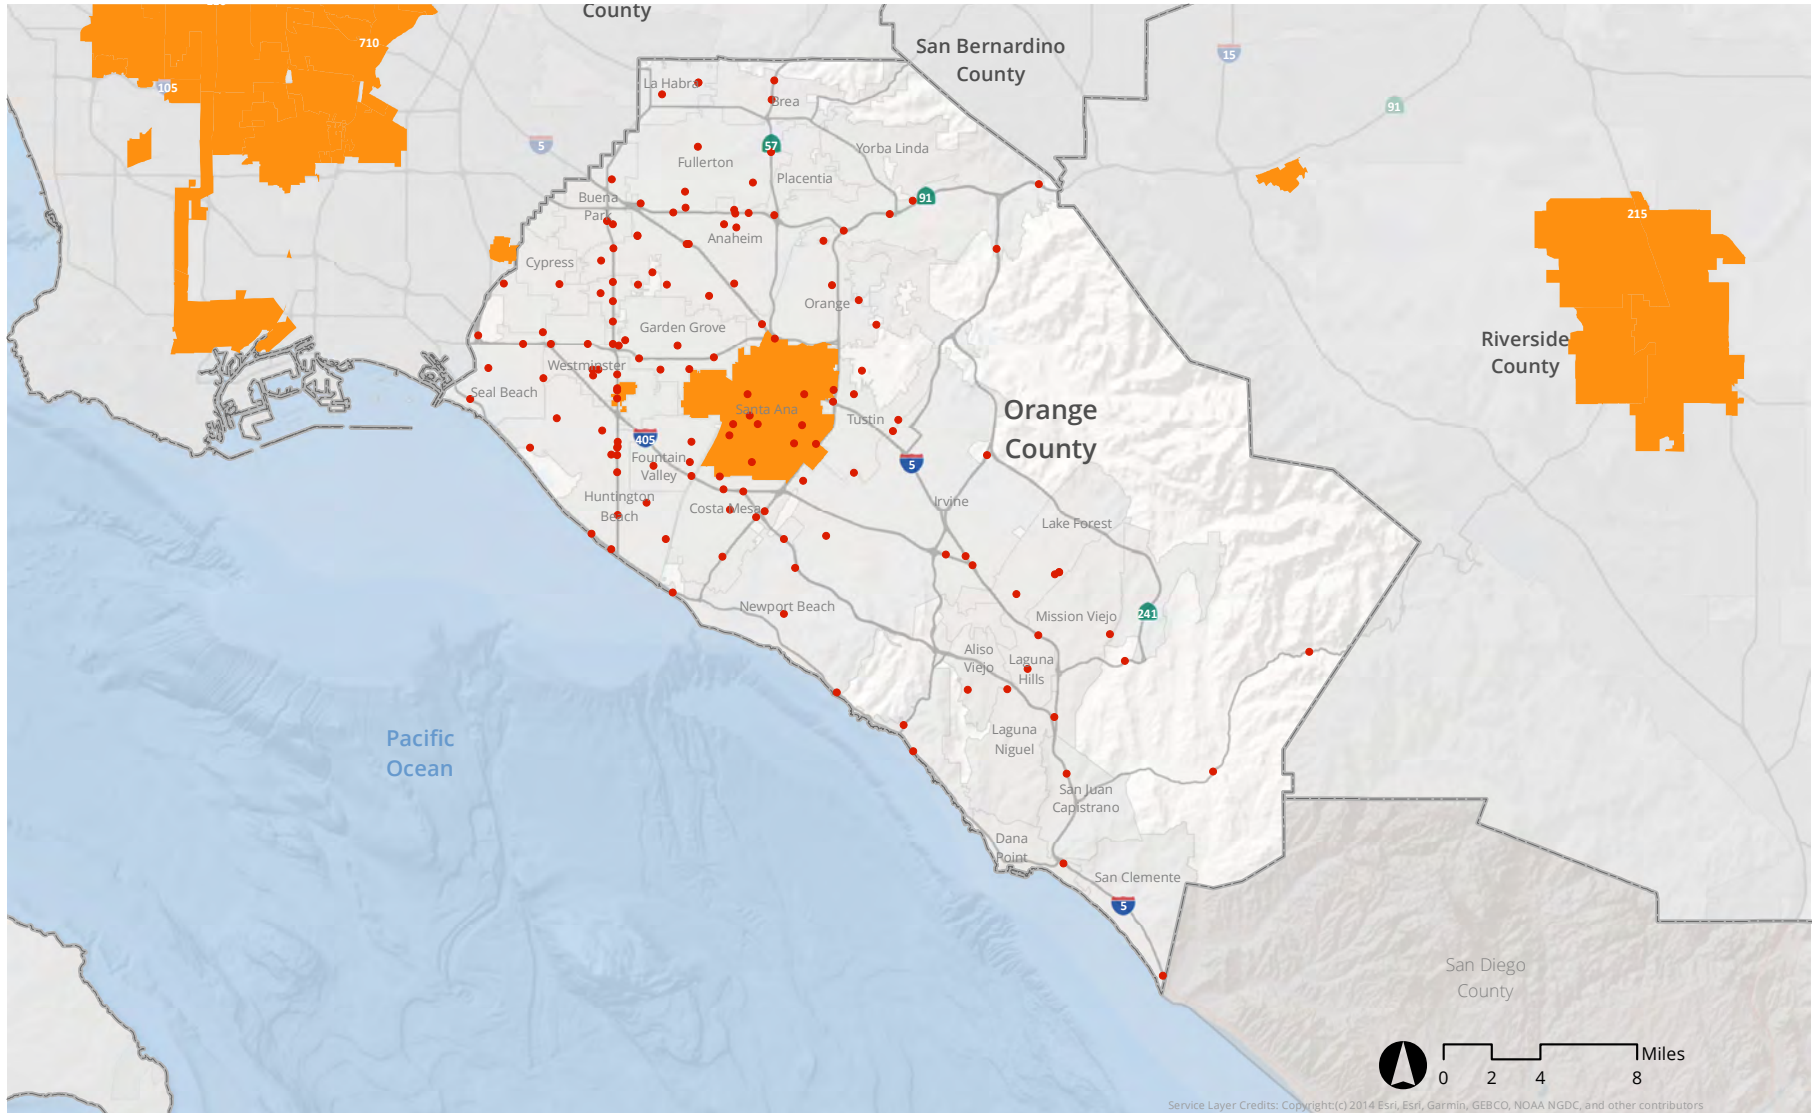 County
710
San Bernardino
County
15
105
La Habra
Brea
91
5
57
Fullerton
Yorba Linda
Placentia
Buena
Park
91
215
Anaheim
Cypress
Orange
Garden Grove
Riverside
County
Westminster
Seal Beach
Santa Ana
Tustin
Orange
County
405
Fountain
Valley
5
Huntington
Beach
Costa Mesa
Irvine
Lake Forest
Newport Beach
Mission Viejo
241
Aliso
Viejo
Laguna
Hills
Pacific
Ocean
Laguna
Niguel
San Juan
Capistrano
Dana
Point
San Clemente
5
San Diego
County
Miles
0 2 4 8
Service Layer Credits: Copyright:(c) 2014 Esri, Esri, Garmin, GEBCO, NOAA NGDC, and other contributors